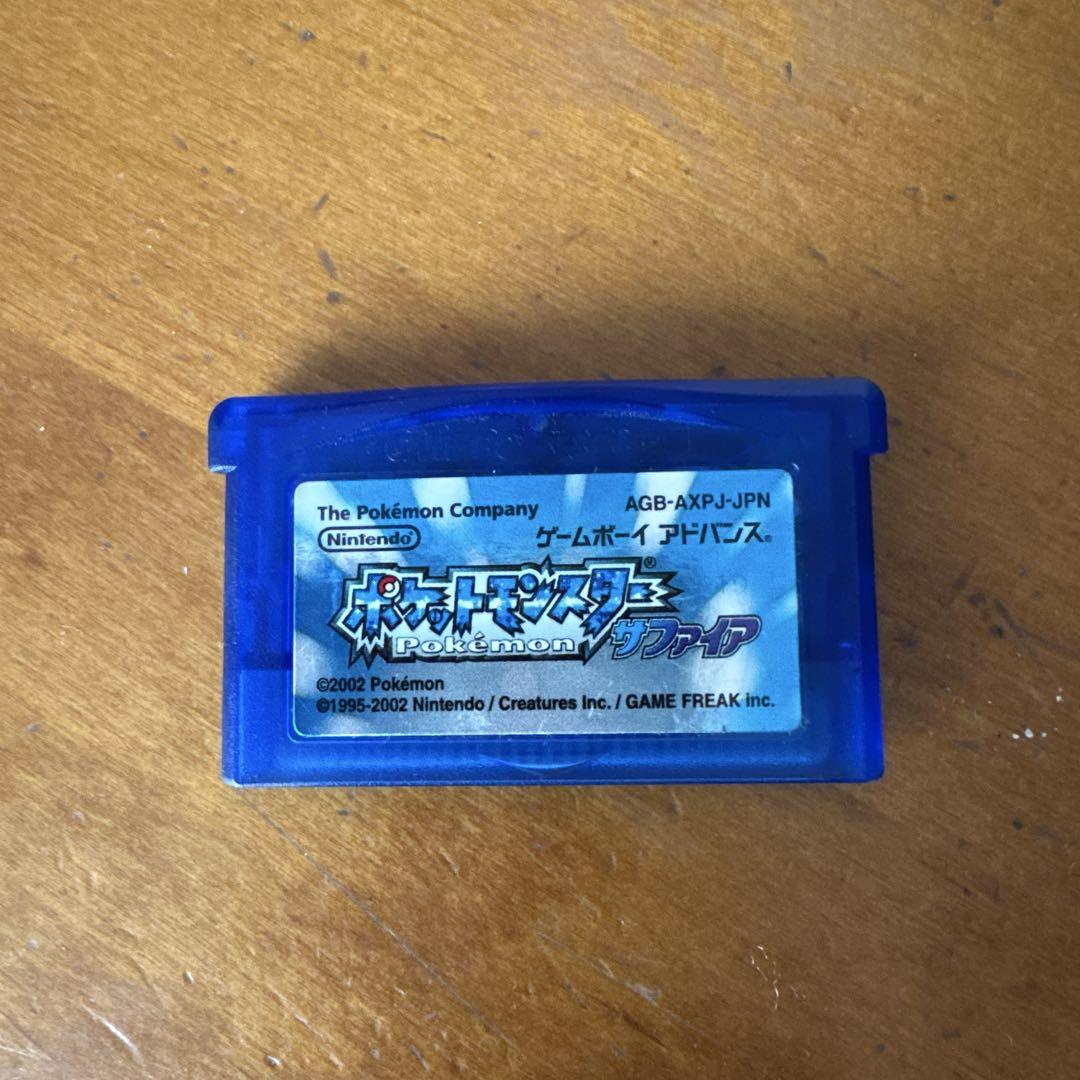 The Pokémon Company AGB-AXPJ-JPN
Nintendo® ゲームボーイ アドバンス®
ポケットモンスター®
Pokémon サファイア
©2002 Pokémon
©1995-2002 Nintendo / Creatures Inc. / GAME FREAK inc.